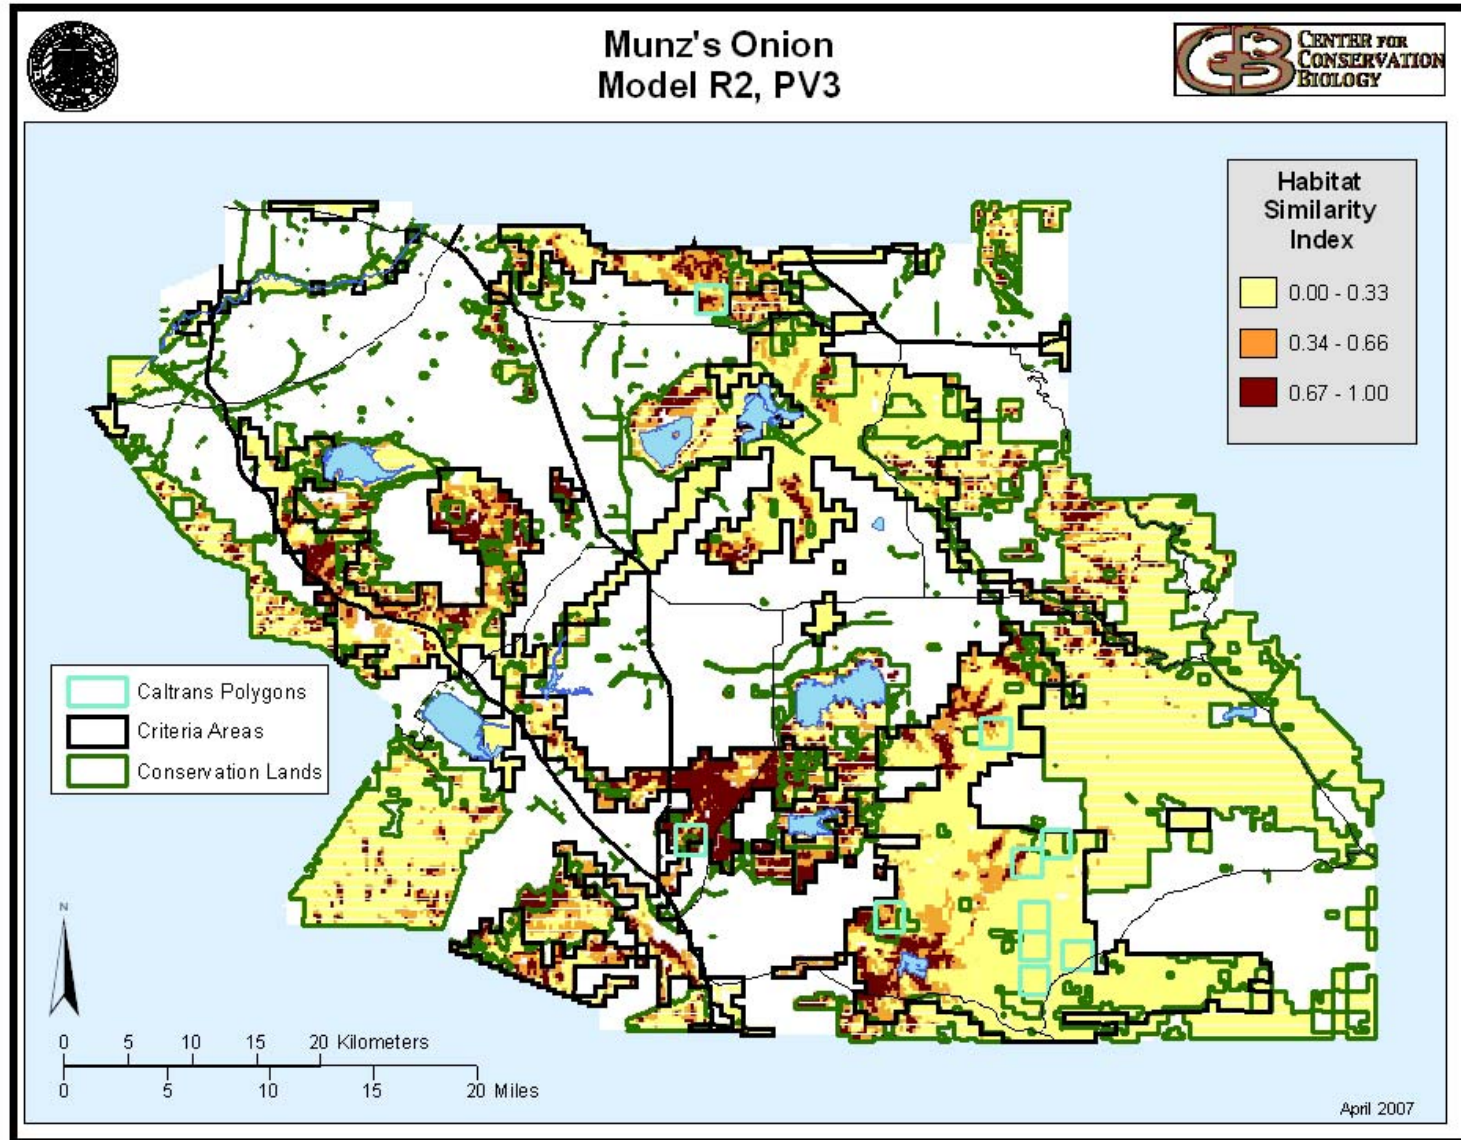 Munz's Onion
Model R2, PV3
CENTER FOR
CONSERVATION
BIOLOGY
Habitat
Similarity
Index
0.00 - 0.33
0.34 - 0.66
0.67 - 1.00
Caltrans Polygons
Criteria Areas
Conservation Lands
N
0 5 10 15 20 Kilometers
0 5 10 15 20 Miles
April 2007